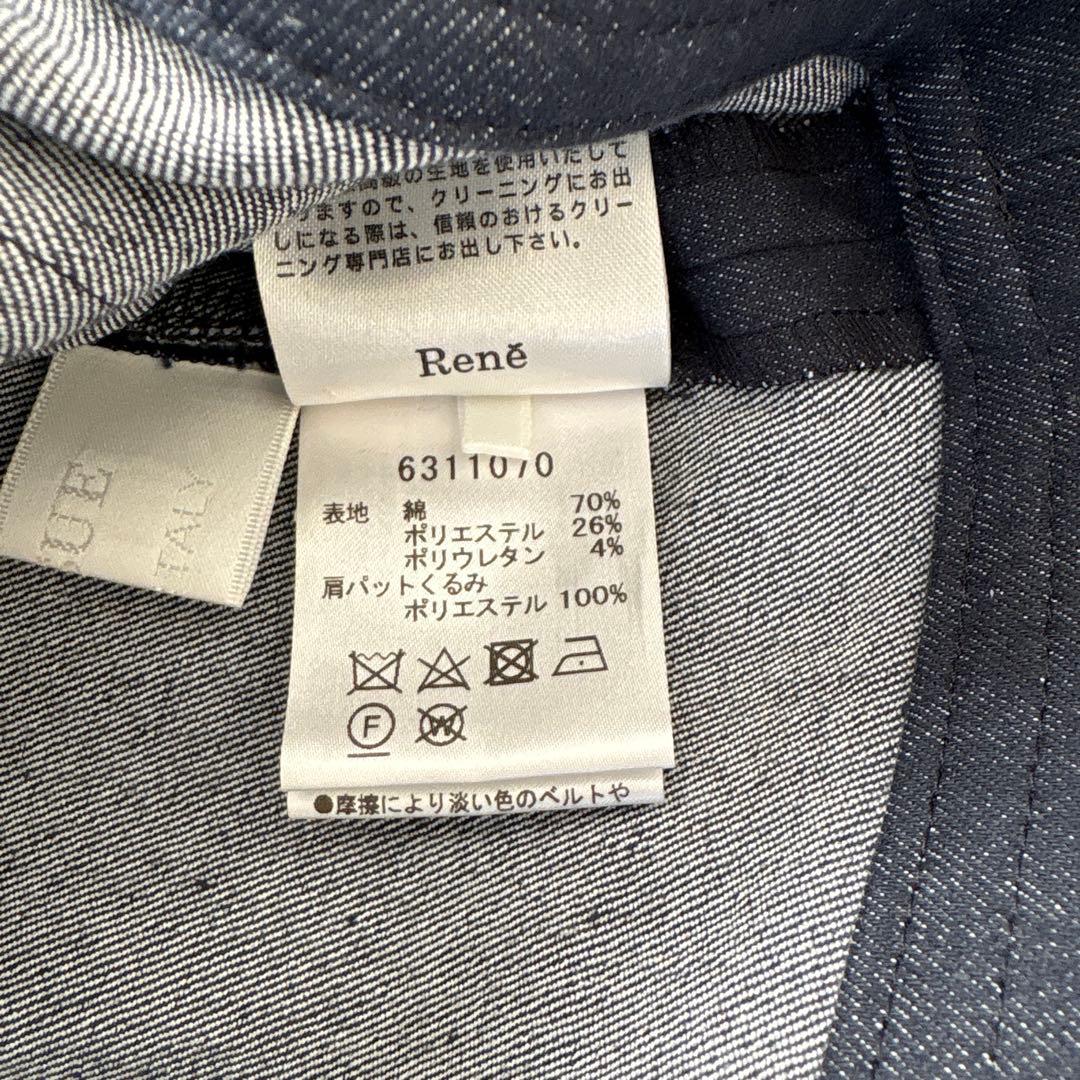 高級の生地を使用いたして
りますので、クリーニングにお出
しになる際は、信頼のおけるクリー
ニング専門店にお出し下さい。
René
6311070
表地 綿 70%
ポリエステル 26%
ポリウレタン 4%
肩パットくるみ
ポリエステル 100%
F
W
●摩擦により淡い色のベルトや
UE
ITALY